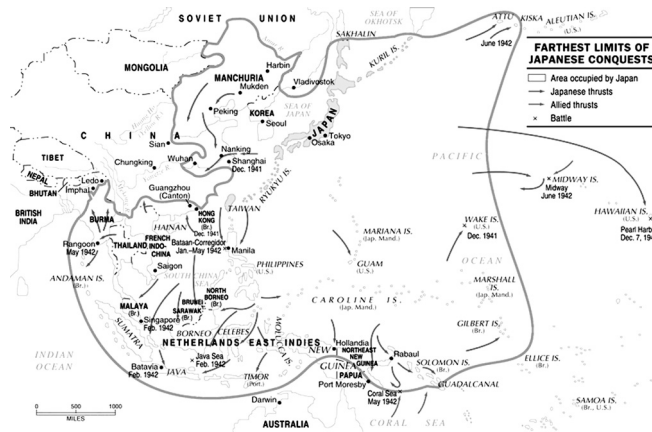 SOVIET UNION
SEA OF
OKHOTSK
ATTU
KISKA
ALEUTIAN IS.
(U.S.)
June 1942
SAKHALIN
KURIL IS.
FARTHEST LIMITS OF
JAPANESE CONQUESTS
Area occupied by Japan
Japanese thrusts
Allied thrusts
Battle
MONGOLIA
Harbin
MANCHURIA
Mukden
Vladivostok
SEA OF
JAPAN
Peking
KOREA
Seoul
JAPAN
Tokyo
Osaka
CHINA
Sian
Nanking
Shanghai
Dec. 1941
TIBET
Chungking
Wuhan
PACIFIC
NEPAL
BHUTAN
Ledo
Imphal
Guangzhou
(Canton)
RYUKYU IS.
MIDWAY IS.
Midway
June 1942
BRITISH
INDIA
BURMA
HONG
KONG
(Br.)
Dec. 1941
TAIWAN
HAWAIIAN IS.
(U.S.)
Pearl Harb
Dec. 7, 194
WAKE IS.
(U.S.)
Dec. 1941
HAINAN
Rangoon
THAILAND
FRENCH
INDO-
CHINA
Bataan-Corregidor
Jan.–May 1942
Manila
MARIANA IS.
(Jap. Mand.)
OCEAN
PHILIPPINES
(U.S.)
GUAM
(U.S.)
ANDAMAN IS.
(Br.)
Saigon
SOUTH CHINA
SEA
MARSHALL
IS.
(Jap. Mand.)
NORTH
BORNEO
(Br.)
BRUNEI
SARAWAK
(Br.)
CAROLINE IS.
(Jap. Mand.)
MALAYA
(Br.)
Singapore
Feb. 1942
GILBERT IS.
(Br.)
SUMATRA
BORNEO
CELEBES
MOLUCCA IS.
NETHERLANDS EAST INDIES
Hollandia
NEW
GUINEA
NORTHEAST
NEW
GUINEA
Rabaul
SOLOMON IS.
(Br.)
ELLICE IS.
(Br.)
INDIAN
OCEAN
Java Sea
Feb. 1942
Batavia
Feb. 1942
JAVA
TIMOR
(Port.)
PAPUA
Port Moresby
GUADALCANAL
Coral Sea
May 1942
SAMOA IS.
(Br., U.S.)
Darwin
AUSTRALIA
CORAL SEA
0 500 1000
MILES